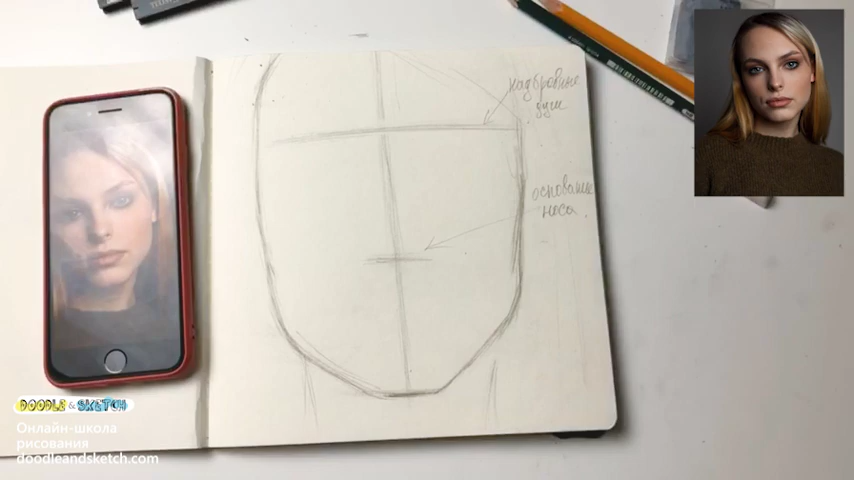 надбровные
дуги
основание
носа.
DOODLE & SKETCH
Онлайн-школа
рисования
doodleandsketch.com